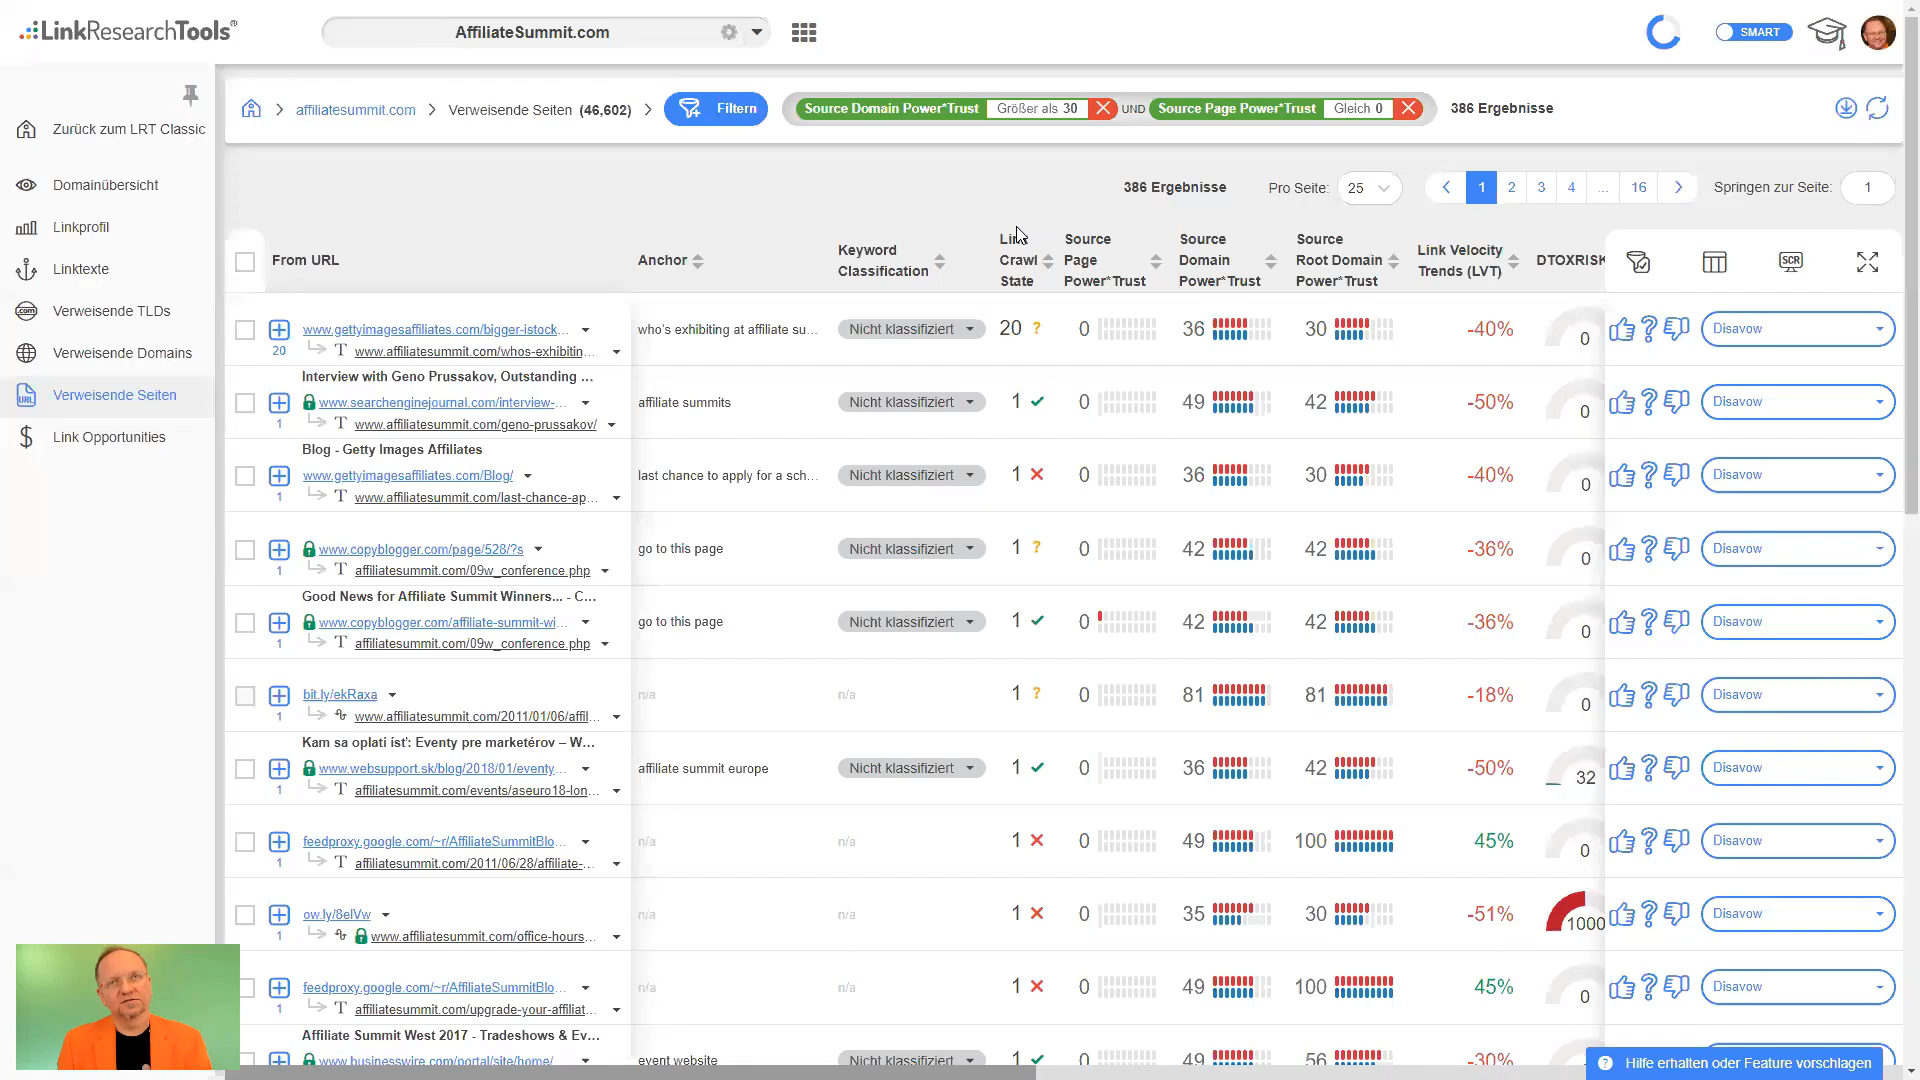 LinkResearchTools®
AffiliateSummit.com
SMART
affiliatesummit.com
Verweisende Seiten (46,602)
Filtern
Source Domain Power*Trust Größer als 30
UND
Source Page Power*Trust Gleich 0
386 Ergebnisse
Zurück zum LRT Classic
Domainübersicht
Linkprofil
Linktexte
Verweisende TLDs
Verweisende Domains
Verweisende Seiten
Link Opportunities
386 Ergebnisse
Pro Seite: 25
1 2 3 4 ... 16
Springen zur Seite: 1
From URL
Anchor
Keyword Classification
Link Crawl State
Source Page Power*Trust
Source Domain Power*Trust
Source Root Domain Power*Trust
Link Velocity Trends (LVT)
DTOXRISK
SCR
www.gettyimagesaffiliates.com/bigger-istock... who's exhibiting at affiliate su... Nicht klassifiziert 20 ? 0 36 30 -40% 0 Disavow
20 T www.affiliatesummit.com/whos-exhibitin...
Interview with Geno Prussakov, Outstanding ...
www.searchenginejournal.com/interview-... affiliate summits Nicht klassifiziert 1 0 49 42 -50% 0 Disavow
1 T www.affiliatesummit.com/geno-prussakov/
Blog - Getty Images Affiliates
www.gettyimagesaffiliates.com/Blog/ last chance to apply for a sch... Nicht klassifiziert 1 0 36 30 -40% 0 Disavow
1 T www.affiliatesummit.com/last-chance-ap...
www.copyblogger.com/page/528/?s go to this page Nicht klassifiziert 1 ? 0 42 42 -36% 0 Disavow
1 T affiliatesummit.com/09w_conference.php
Good News for Affiliate Summit Winners... - C...
www.copyblogger.com/affiliate-summit-wi... go to this page Nicht klassifiziert 1 0 42 42 -36% 0 Disavow
1 T affiliatesummit.com/09w_conference.php
bit.ly/ekRaxa n/a n/a 1 ? 0 81 81 -18% 0 Disavow
1 www.affiliatesummit.com/2011/01/06/affil...
Kam sa oplatí ísť: Eventy pre marketérov – W...
www.websupport.sk/blog/2018/01/eventy... affiliate summit europe Nicht klassifiziert 1 0 36 42 -50% 32 Disavow
1 T affiliatesummit.com/events/aseuro18-lon...
feedproxy.google.com/~r/AffiliateSummitBlo... n/a n/a 1 0 49 100 45% 0 Disavow
1 T affiliatesummit.com/2011/06/28/affiliate-...
ow.ly/8elVw n/a n/a 1 0 35 30 -51% 1000 Disavow
1 www.affiliatesummit.com/office-hours...
feedproxy.google.com/~r/AffiliateSummitBlo... n/a n/a 1 0 49 100 45% 0 Disavow
1 T affiliatesummit.com/upgrade-your-affiliat...
Affiliate Summit West 2017 - Tradeshows & Ev...
www.businesswire.com/portal/site/home/ event website Nicht klassifiziert 1 0 49 56 -30%
Hilfe erhalten oder Feature vorschlagen